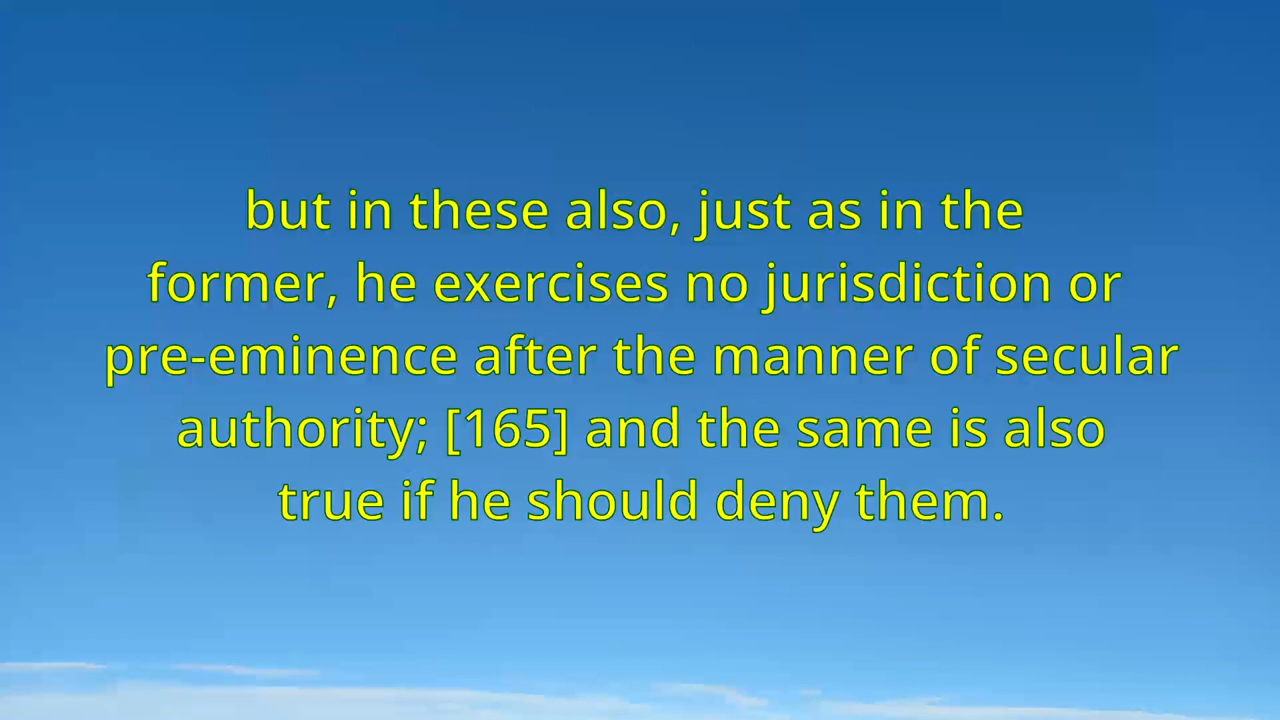 but in these also, just as in the
former, he exercises no jurisdiction or
pre-eminence after the manner of secular
authority; [165] and the same is also
true if he should deny them.